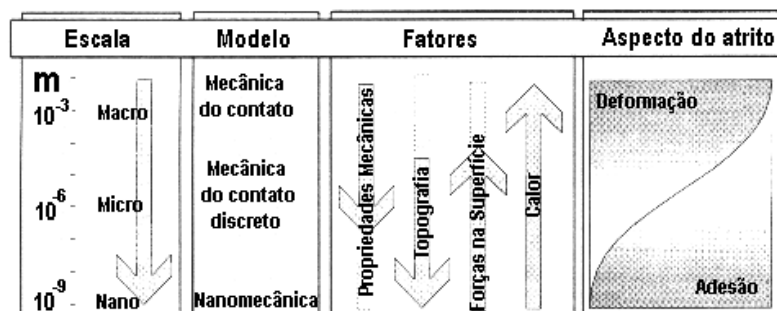 Escala Modelo Fatores Aspecto do atrito
m
10⁻³ Macro
10⁻⁶ Micro
10⁻⁹ Nano
Mecânica
do contato
Mecânica
do contato
discreto
Nanomecânica
Propriedades Mecânicas
Topografia
Forças na Superfície
Calor
Deformação
Adesão